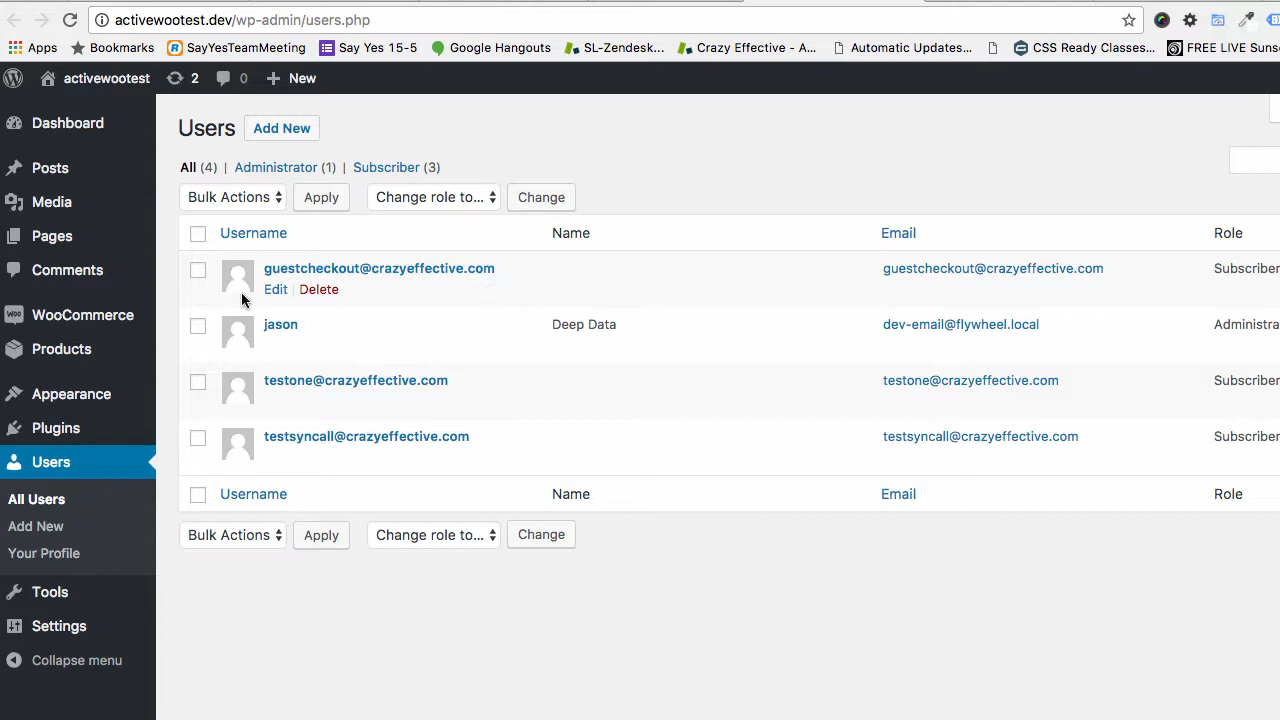 activewootest.dev/wp-admin/users.php
Apps Bookmarks SayYesTeamMeeting Say Yes 15-5 Google Hangouts SL-Zendesk... Crazy Effective - A... Automatic Updates... CSS Ready Classes... FREE LIVE Suns
activewootest 2 0 New
Dashboard
Posts
Media
Pages
Comments
WooCommerce
Products
Appearance
Plugins
Users
All Users
Add New
Your Profile
Tools
Settings
Collapse menu
Users Add New
All (4) | Administrator (1) | Subscriber (3)
Bulk Actions Apply Change role to... Change
Username Name Email Role
guestcheckout@crazyeffective.com guestcheckout@crazyeffective.com Subscriber
Edit | Delete
jason Deep Data dev-email@flywheel.local Administra
testone@crazyeffective.com testone@crazyeffective.com Subscriber
testsyncall@crazyeffective.com testsyncall@crazyeffective.com Subscriber
Username Name Email Role
Bulk Actions Apply Change role to... Change